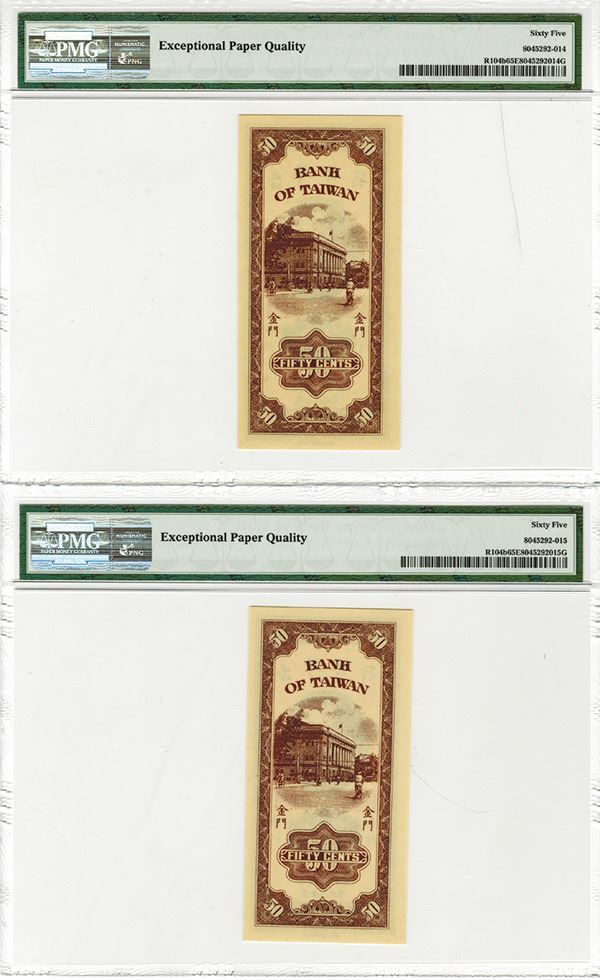 PMG
PAPER MONEY GUARANTY
NUMISMATIC
PNG
Exceptional Paper Quality
Sixty Five
8045292-014
R104b65E8045292014G
50 50
BANK
OF TAIWAN
金門 金門
50
FIFTY CENTS
50 50
PMG
PAPER MONEY GUARANTY
NUMISMATIC
PNG
Exceptional Paper Quality
Sixty Five
8045292-015
R104b65E8045292015G
50 50
BANK
OF TAIWAN
金門 金門
50
FIFTY CENTS
50 50